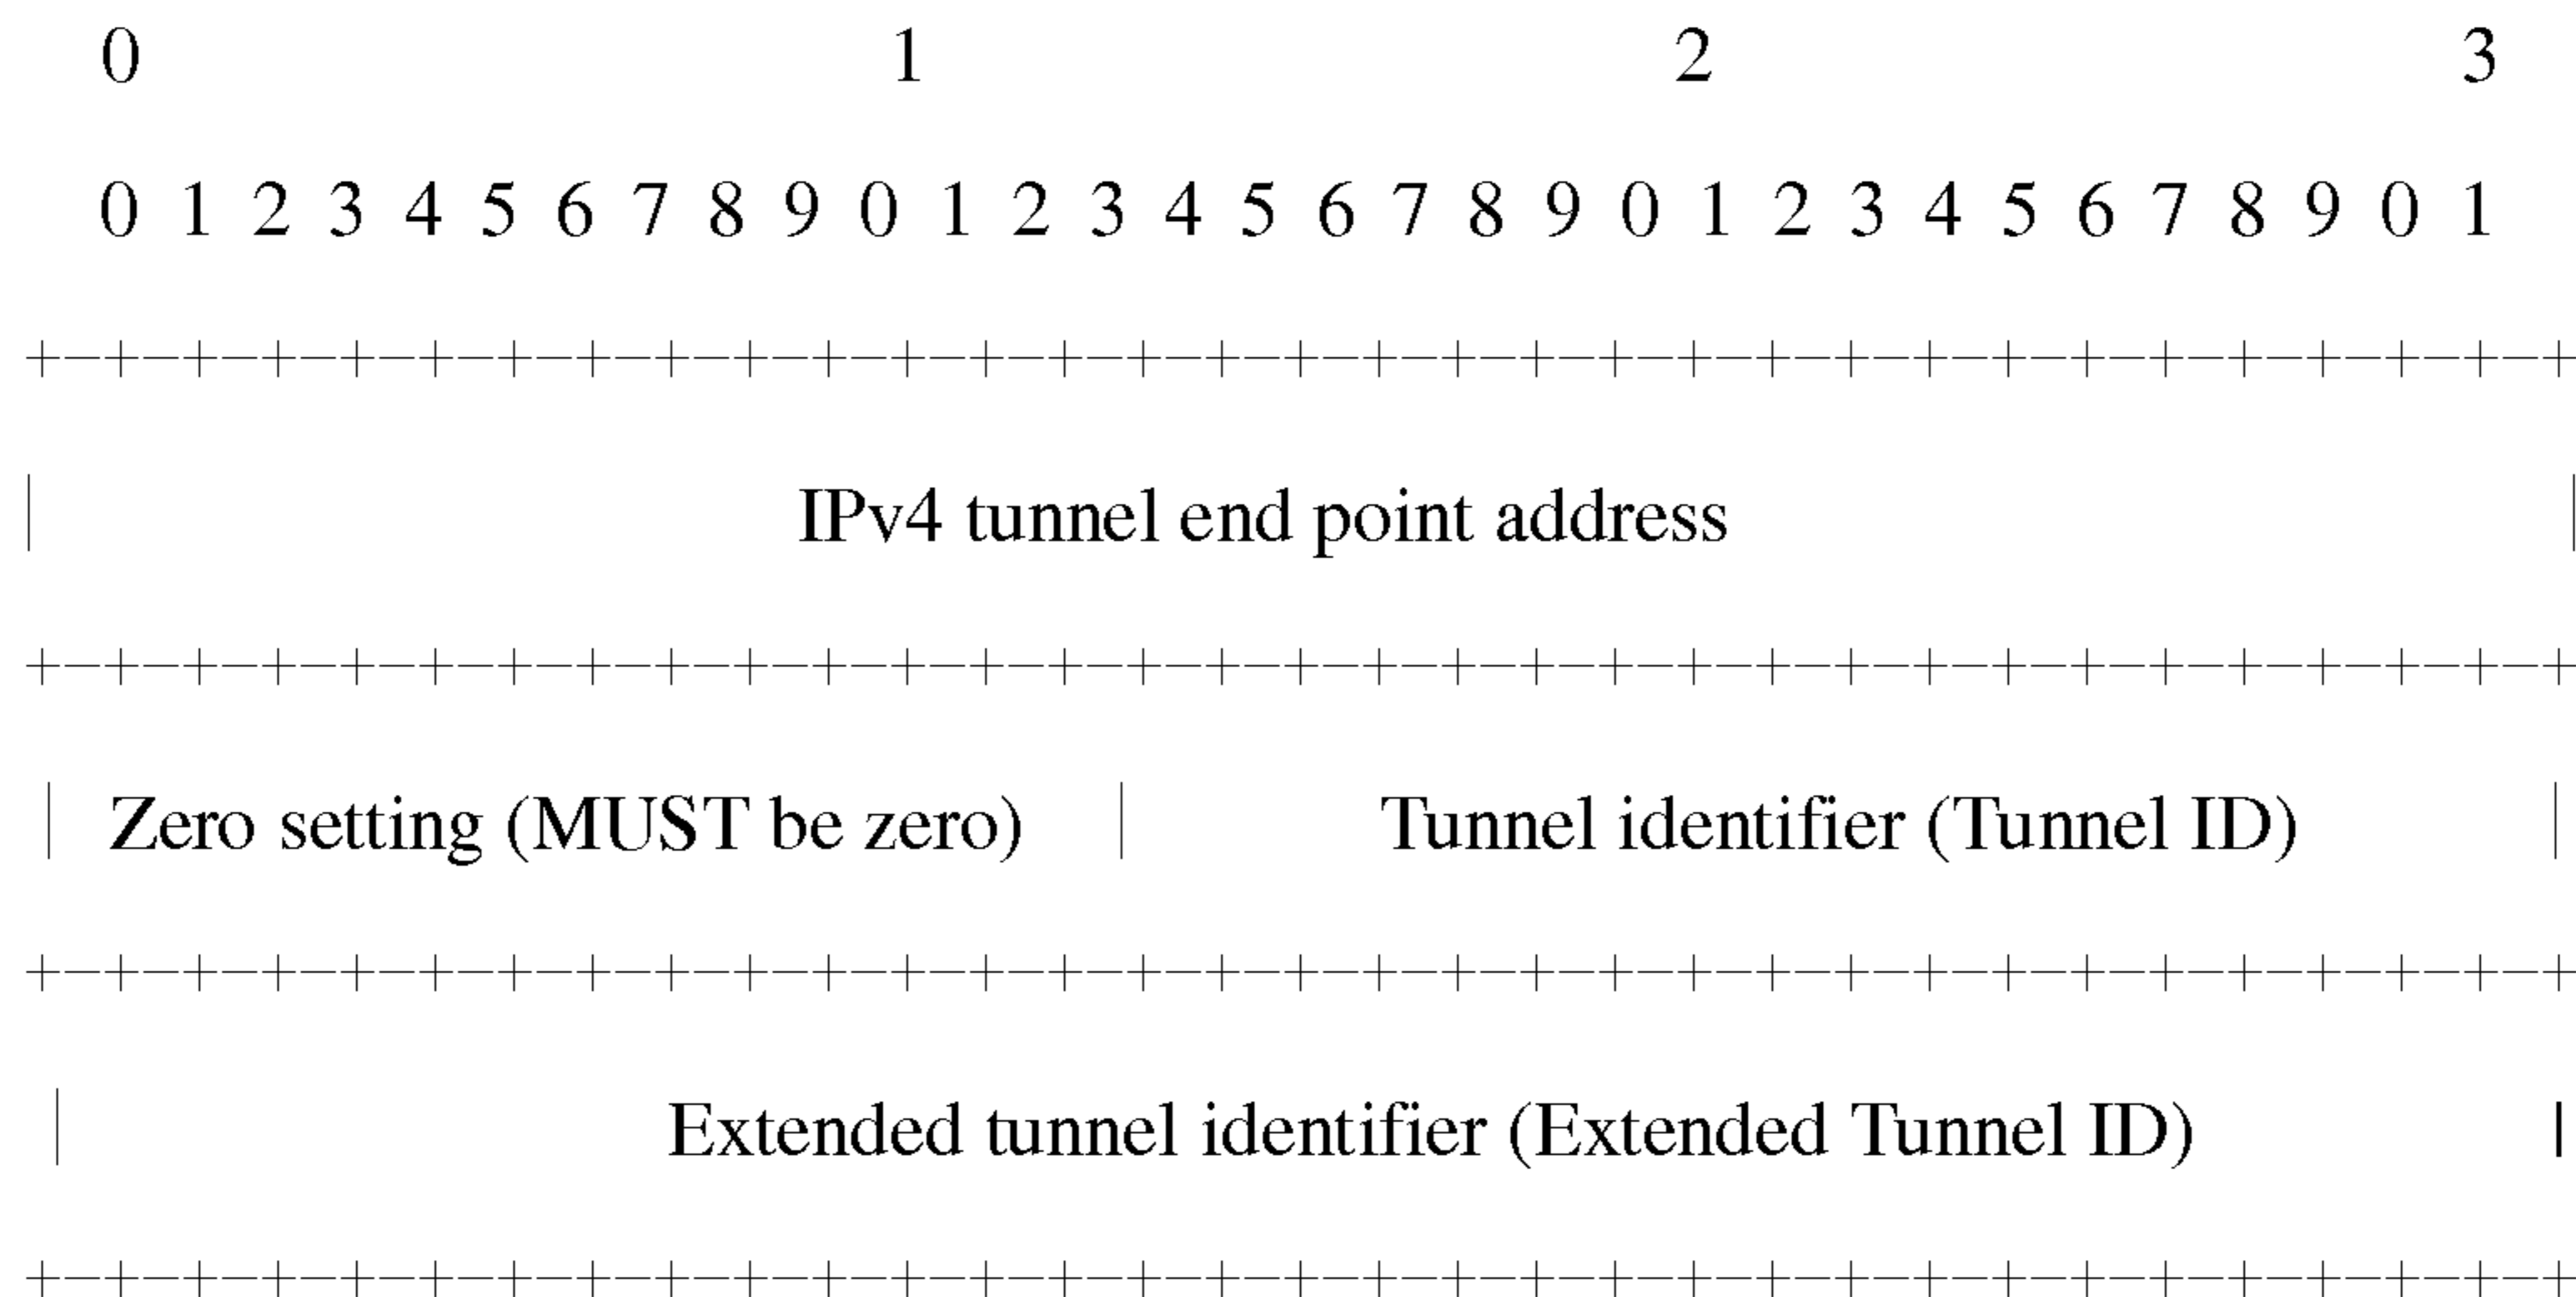 0 1 2 3
0 1 2 3 4 5 6 7 8 9 0 1 2 3 4 5 6 7 8 9 0 1 2 3 4 5 6 7 8 9 0 1
+—+—+—+—+—+—+—+—+—+—+—+—+—+—+—+—+—+—+—+—+—+—+—+—+—+—+—+—+—+—+—+—+—+
| IPv4 tunnel end point address |
+—+—+—+—+—+—+—+—+—+—+—+—+—+—+—+—+—+—+—+—+—+—+—+—+—+—+—+—+—+—+—+—+—+
| Zero setting (MUST be zero) | Tunnel identifier (Tunnel ID) |
+—+—+—+—+—+—+—+—+—+—+—+—+—+—+—+—+—+—+—+—+—+—+—+—+—+—+—+—+—+—+—+—+—+
| Extended tunnel identifier (Extended Tunnel ID) |
+—+—+—+—+—+—+—+—+—+—+—+—+—+—+—+—+—+—+—+—+—+—+—+—+—+—+—+—+—+—+—+—+—+